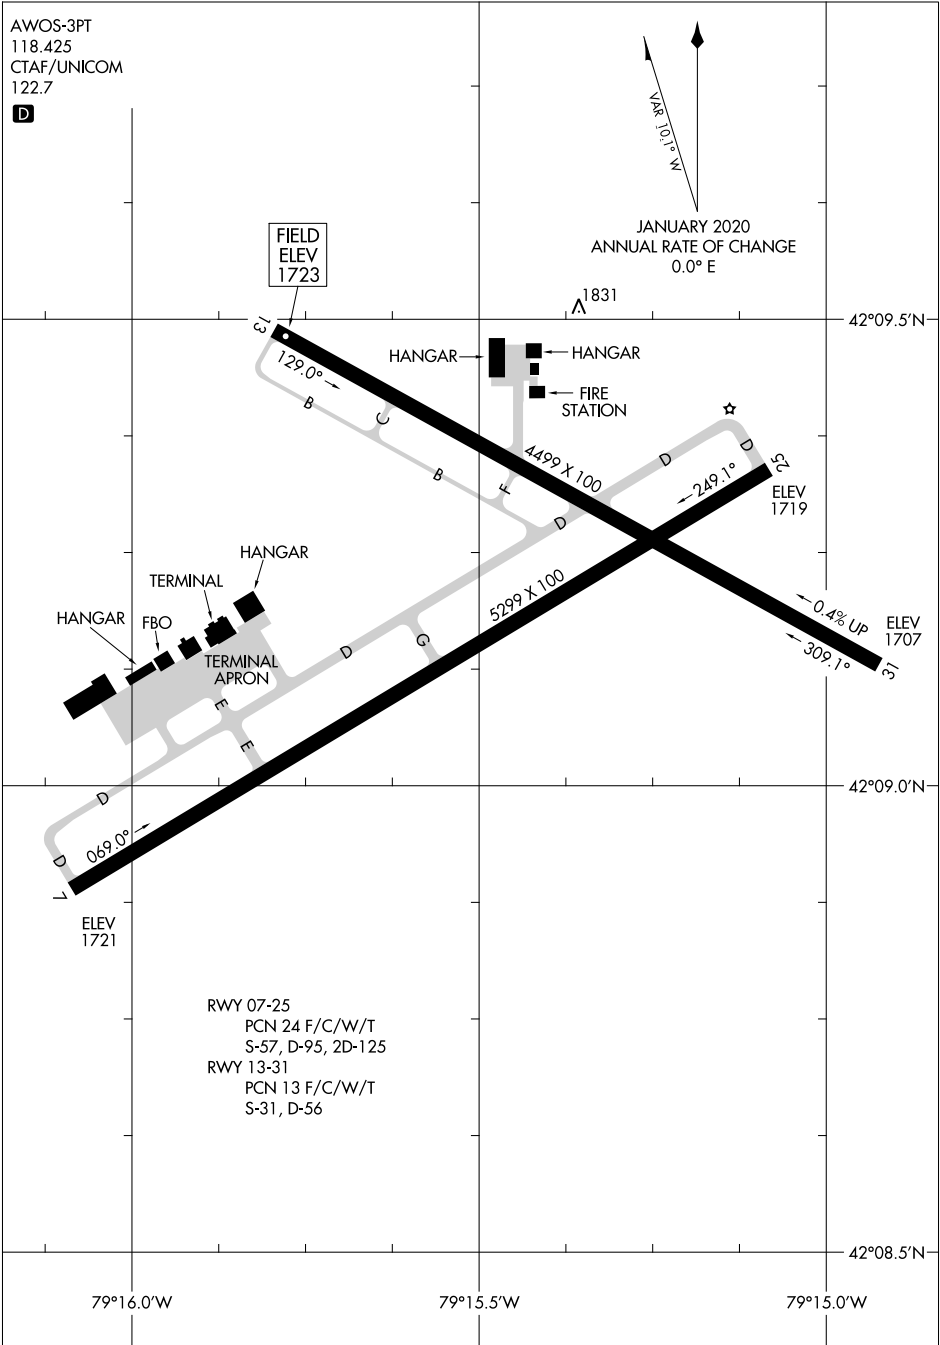 AWOS-3PT
118.425
CTAF/UNICOM
122.7
D
VAR 10.1° W
JANUARY 2020
ANNUAL RATE OF CHANGE
0.0° E
FIELD
ELEV
1723
1831
42°09.5'N
13
129.0°
HANGAR
HANGAR
FIRE
STATION
B
C
B
F
4499 X 100
D
D
D
25
249.1°
ELEV
1719
HANGAR
TERMINAL
HANGAR
FBO
TERMINAL
APRON
5299 X 100
0.4% UP
309.1°
ELEV
1707
31
D
G
E
E
42°09.0'N
D
069.0°
D
7
ELEV
1721
RWY 07-25
PCN 24 F/C/W/T
S-57, D-95, 2D-125
RWY 13-31
PCN 13 F/C/W/T
S-31, D-56
42°08.5'N
79°16.0'W
79°15.5'W
79°15.0'W